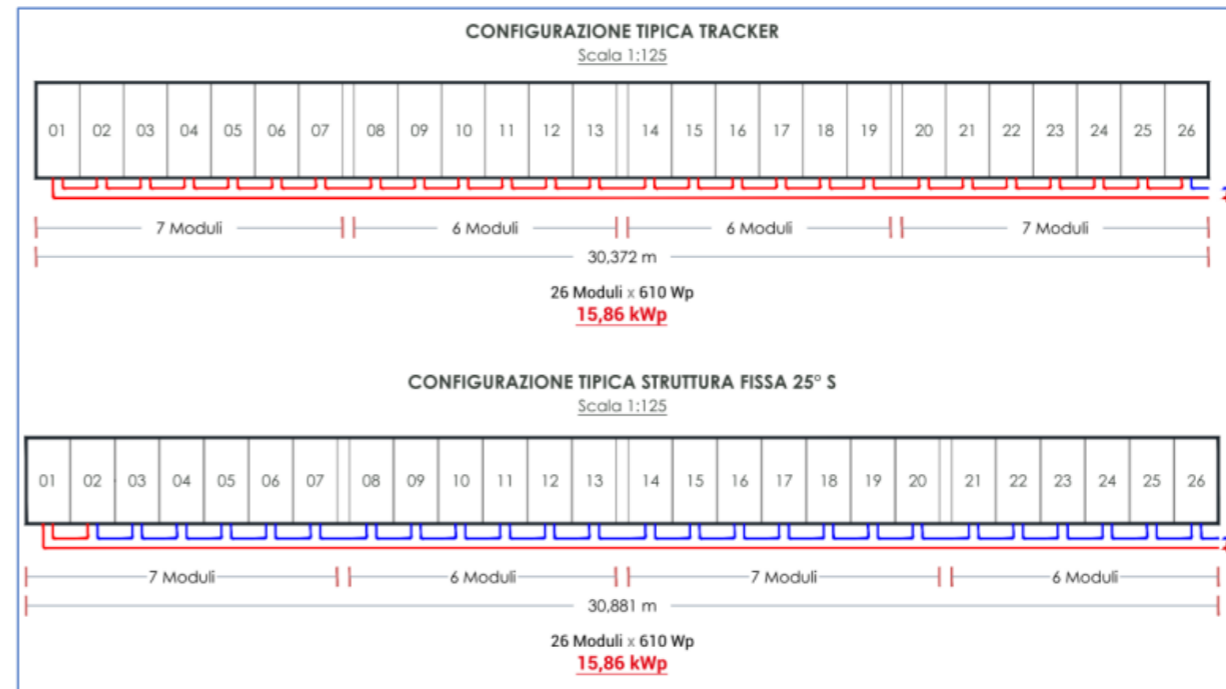 CONFIGURAZIONE TIPICA TRACKER
Scala 1:125
01 02 03 04 05 06 07 08 09 10 11 12 13 14 15 16 17 18 19 20 21 22 23 24 25 26
7 Moduli 6 Moduli 6 Moduli 7 Moduli
30,372 m
26 Moduli x 610 Wp
15,86 kWp
CONFIGURAZIONE TIPICA STRUTTURA FISSA 25° S
Scala 1:125
01 02 03 04 05 06 07 08 09 10 11 12 13 14 15 16 17 18 19 20 21 22 23 24 25 26
7 Moduli 6 Moduli 7 Moduli 6 Moduli
30,881 m
26 Moduli x 610 Wp
15,86 kWp